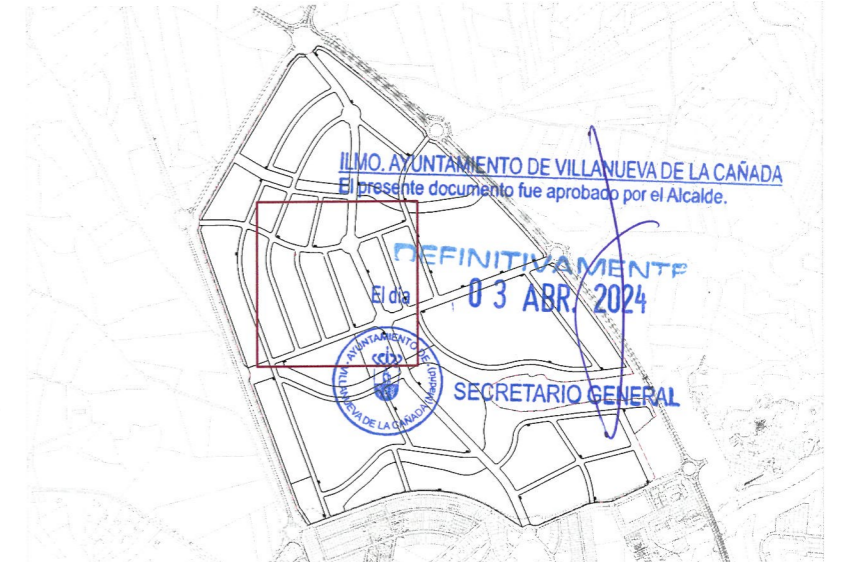 ILMO. AYUNTAMIENTO DE VILLANUEVA DE LA CAÑADA
El presente documento fue aprobado por el Alcalde.
DEFINITIVAMENTE
El día 03 ABR. 2024
AYUNTAMIENTO DE VILLANUEVA DE LA CAÑADA (Madrid)
SECRETARIO GENERAL